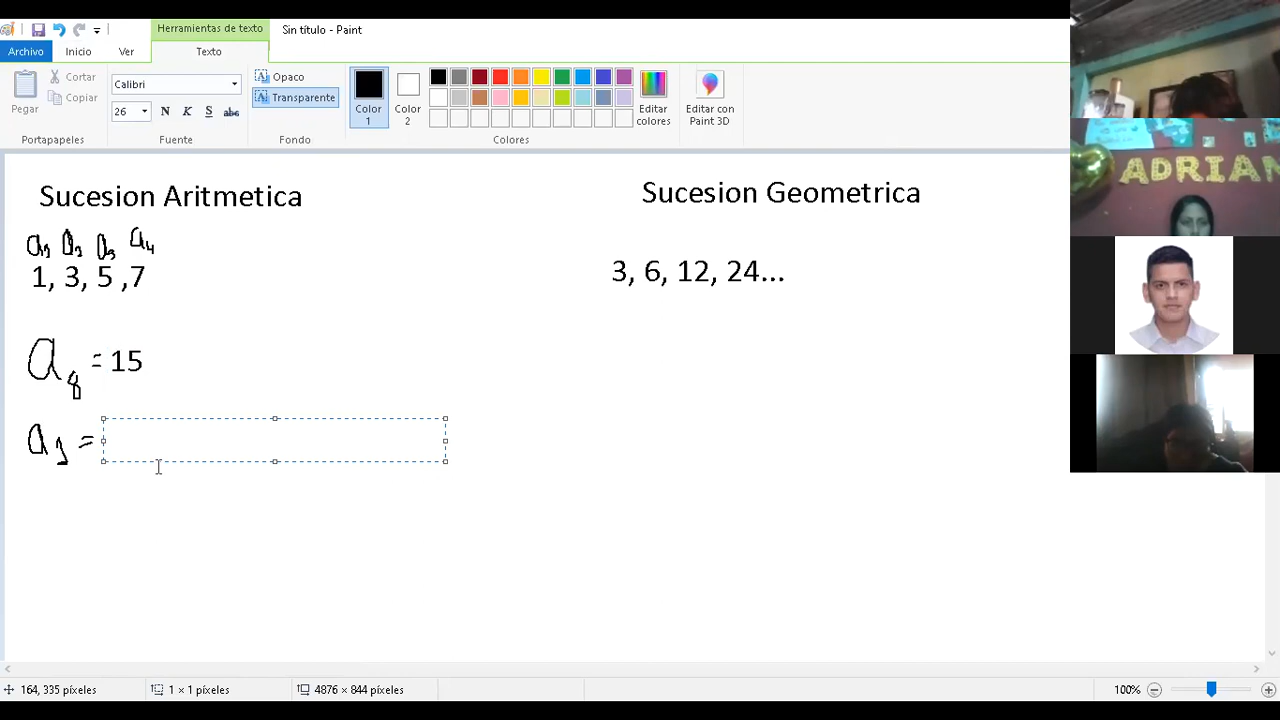 Herramientas de texto
Sin título - Paint
Archivo
Inicio
Ver
Texto
Pegar
Cortar
Copiar
Portapapeles
Calibri
26
N K S abc
Fuente
Opaco
Transparente
Fondo
Color 1
Color 2
Editar colores
Editar con Paint 3D
Colores
ADRIAN
Sucesion Aritmetica
Sucesion Geometrica
a1 a2 a3 a4
1, 3, 5 ,7
3, 6, 12, 24...
a8 = 15
a1 =
164, 335 píxeles
1 × 1 píxeles
4876 × 844 píxeles
100%